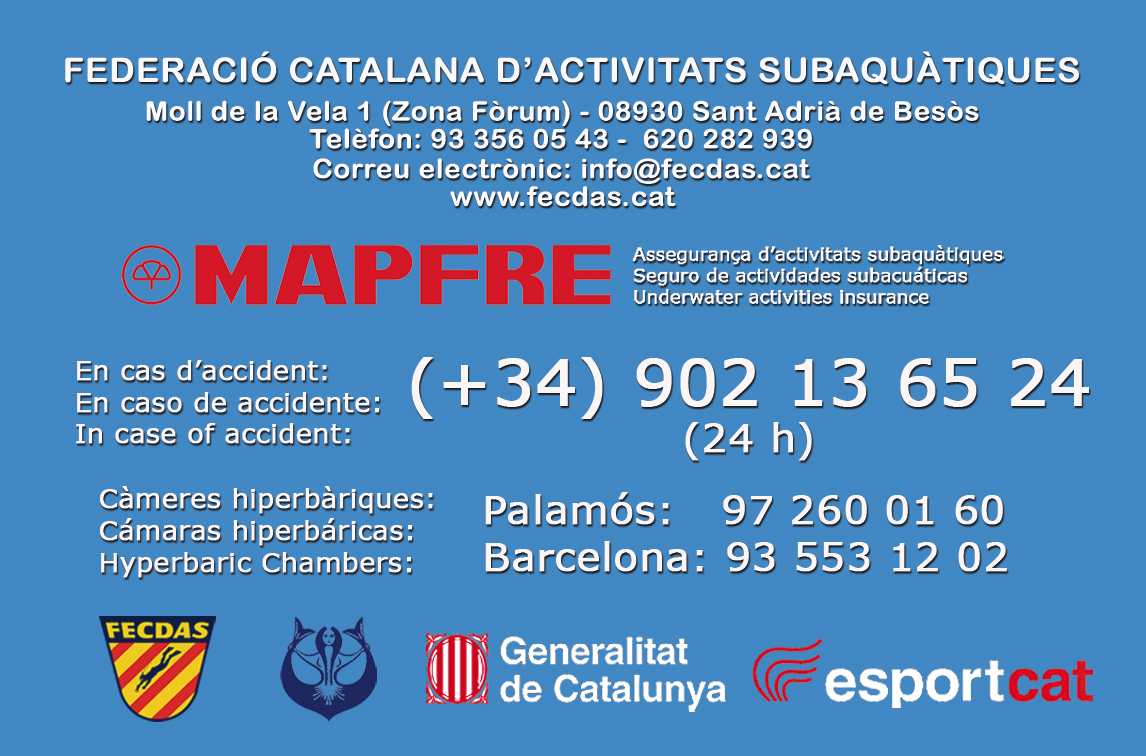 FEDERACIÓ CATALANA D'ACTIVITATS SUBAQUÀTIQUES
Moll de la Vela 1 (Zona Fòrum) - 08930 Sant Adrià de Besòs
Telèfon: 93 356 05 43 - 620 282 939
Correu electrònic: info@fecdas.cat
www.fecdas.cat
MAPFRE
Assegurança d'activitats subaquàtiques
Seguro de actividades subacuáticas
Underwater activities insurance
En cas d'accident:
En caso de accidente:
In case of accident:
(+34) 902 13 65 24
(24 h)
Càmeres hiperbàriques:
Cámaras hiperbáricas:
Hyperbaric Chambers:
Palamós: 97 260 01 60
Barcelona: 93 553 12 02
FECDAS
Generalitat
de Catalunya
esportcat